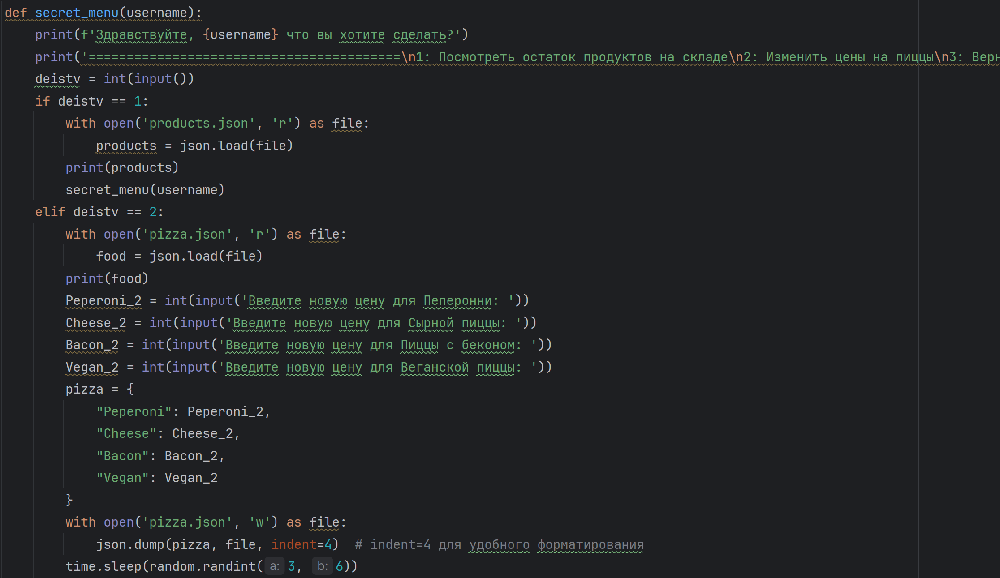 def secret_menu(username):
    print(f'Здравствуйте, {username} что вы хотите сделать?')
    print('=========================================\n1: Посмотреть остаток продуктов на складе\n2: Изменить цены на пиццы\n3: Верн
    deistv = int(input())
    if deistv == 1:
        with open('products.json', 'r') as file:
            products = json.load(file)
        print(products)
        secret_menu(username)
    elif deistv == 2:
        with open('pizza.json', 'r') as file:
            food = json.load(file)
        print(food)
        Peperoni_2 = int(input('Введите новую цену для Пеперонни: '))
        Cheese_2 = int(input('Введите новую цену для Сырной пиццы: '))
        Bacon_2 = int(input('Введите новую цену для Пиццы с беконом: '))
        Vegan_2 = int(input('Введите новую цену для Веганской пиццы: '))
        pizza = {
            "Peperoni": Peperoni_2,
            "Cheese": Cheese_2,
            "Bacon": Bacon_2,
            "Vegan": Vegan_2
        }
        with open('pizza.json', 'w') as file:
            json.dump(pizza, file, indent=4)  # indent=4 для удобного форматирования
        time.sleep(random.randint( a: 3, b: 6))